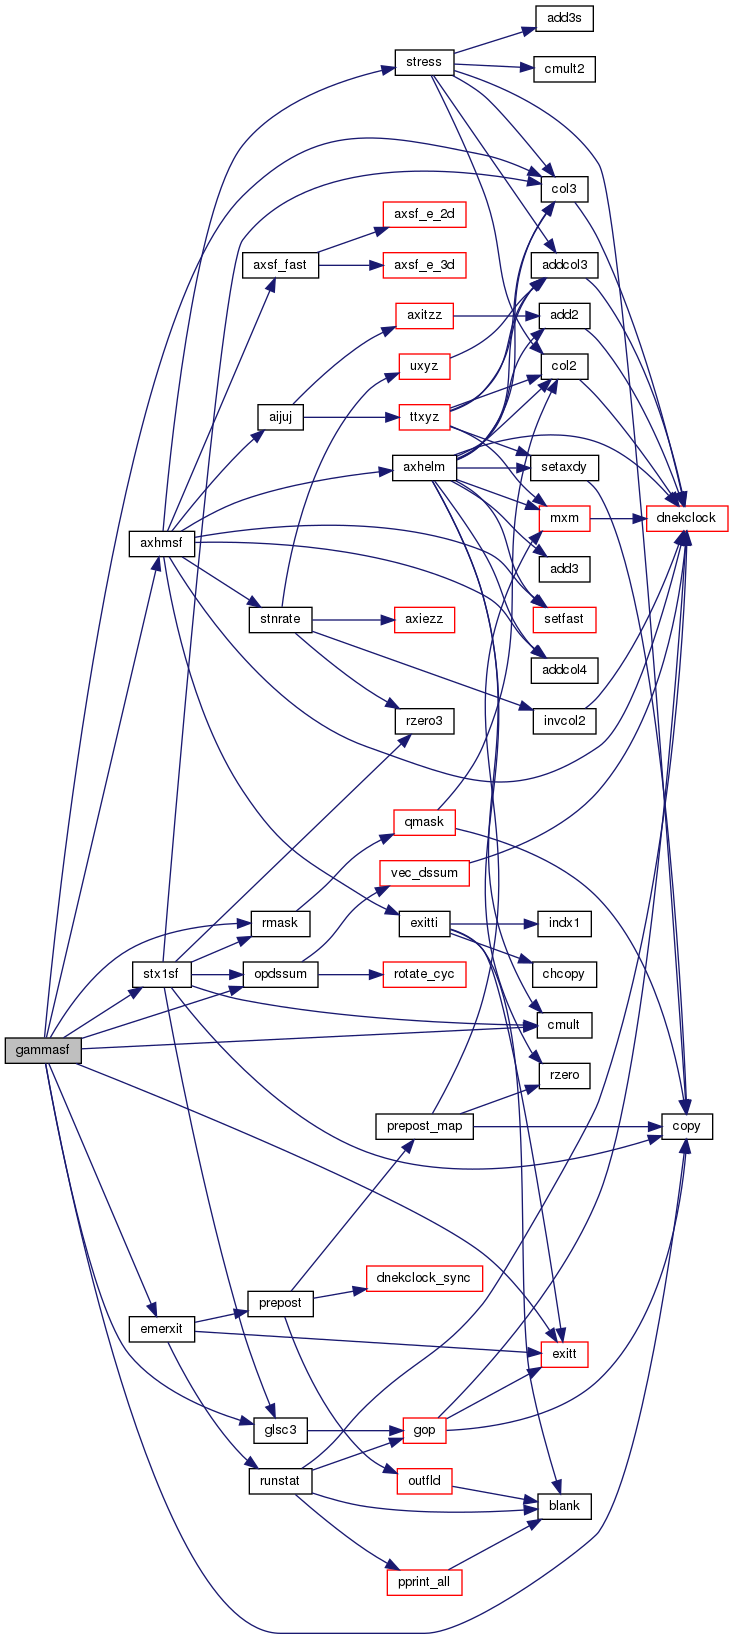 add3s
stress
cmult2
col3
axsf_e_2d
axsf_fast
axsf_e_3d
addcol3
axitzz
add2
uxyz
col2
aijuj
ttxyz
axhelm
setaxdy
mxm
dnekclock
axhmsf
add3
stnrate
axiezz
setfast
addcol4
rzero3
invcol2
qmask
vec_dssum
rmask
exitti
indx1
stx1sf
opdssum
rotate_cyc
chcopy
cmult
gammasf
rzero
prepost_map
copy
dnekclock_sync
prepost
emerxit
exitt
glsc3
gop
runstat
outfld
blank
pprint_all